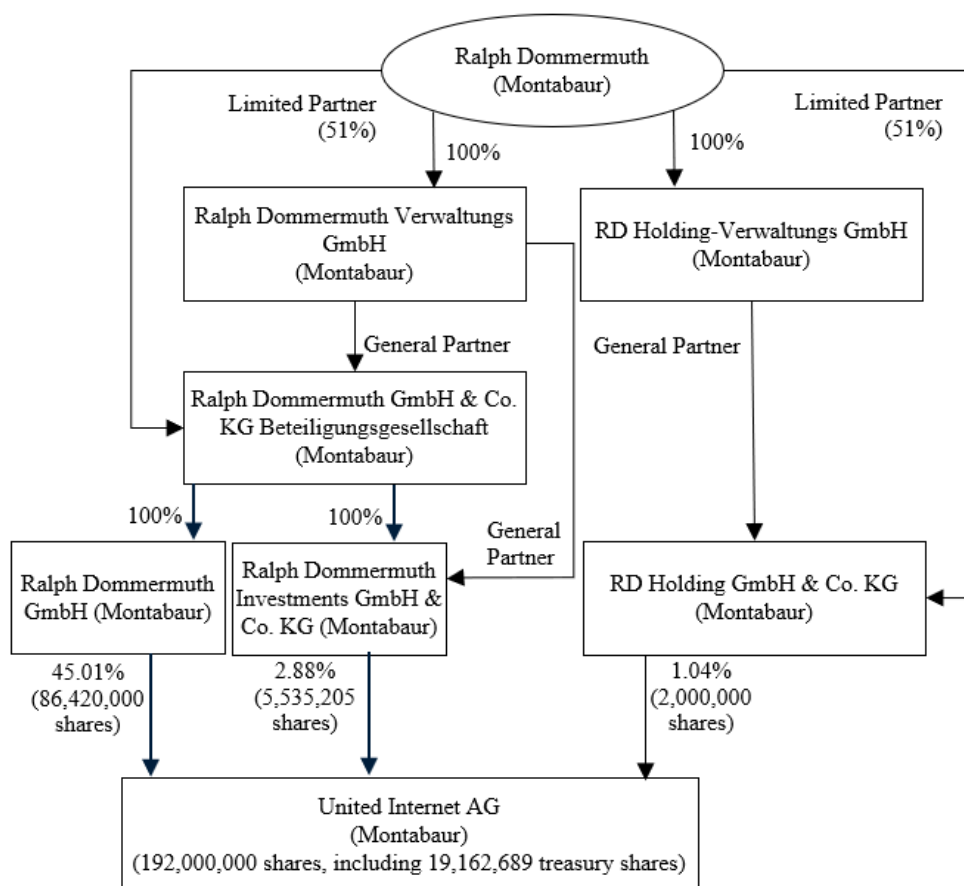 Ralph Dommermuth
(Montabaur)
Limited Partner
(51%)
100%
100%
Limited Partner
(51%)
Ralph Dommermuth Verwaltungs
GmbH
(Montabaur)
RD Holding-Verwaltungs GmbH
(Montabaur)
General Partner
General Partner
Ralph Dommermuth GmbH & Co.
KG Beteiligungsgesellschaft
(Montabaur)
100%
100%
General
Partner
Ralph Dommermuth
GmbH (Montabaur)
Ralph Dommermuth
Investments GmbH &
Co. KG (Montabaur)
RD Holding GmbH & Co. KG
(Montabaur)
45.01%
(86,420,000
shares)
2.88%
(5,535,205
shares)
1.04%
(2,000,000
shares)
United Internet AG
(Montabaur)
(192,000,000 shares, including 19,162,689 treasury shares)